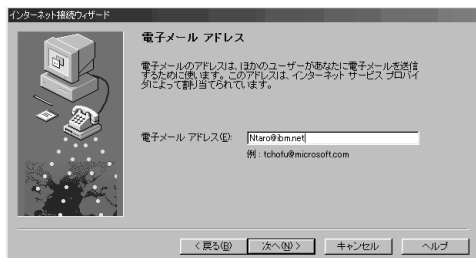 インターネット接続ウィザード
電子メール アドレス
電子メールのアドレスは、ほかのユーザーがあなたに電子メールを送信
するために使います。このアドレスは、インターネット サービス プロバイ
ダによって割り当てられています。
電子メール アドレス(E):
Ntaro@ibm.net
例 : tchofu@microsoft.com
< 戻る(B)
次へ(N) >
キャンセル
ヘルプ